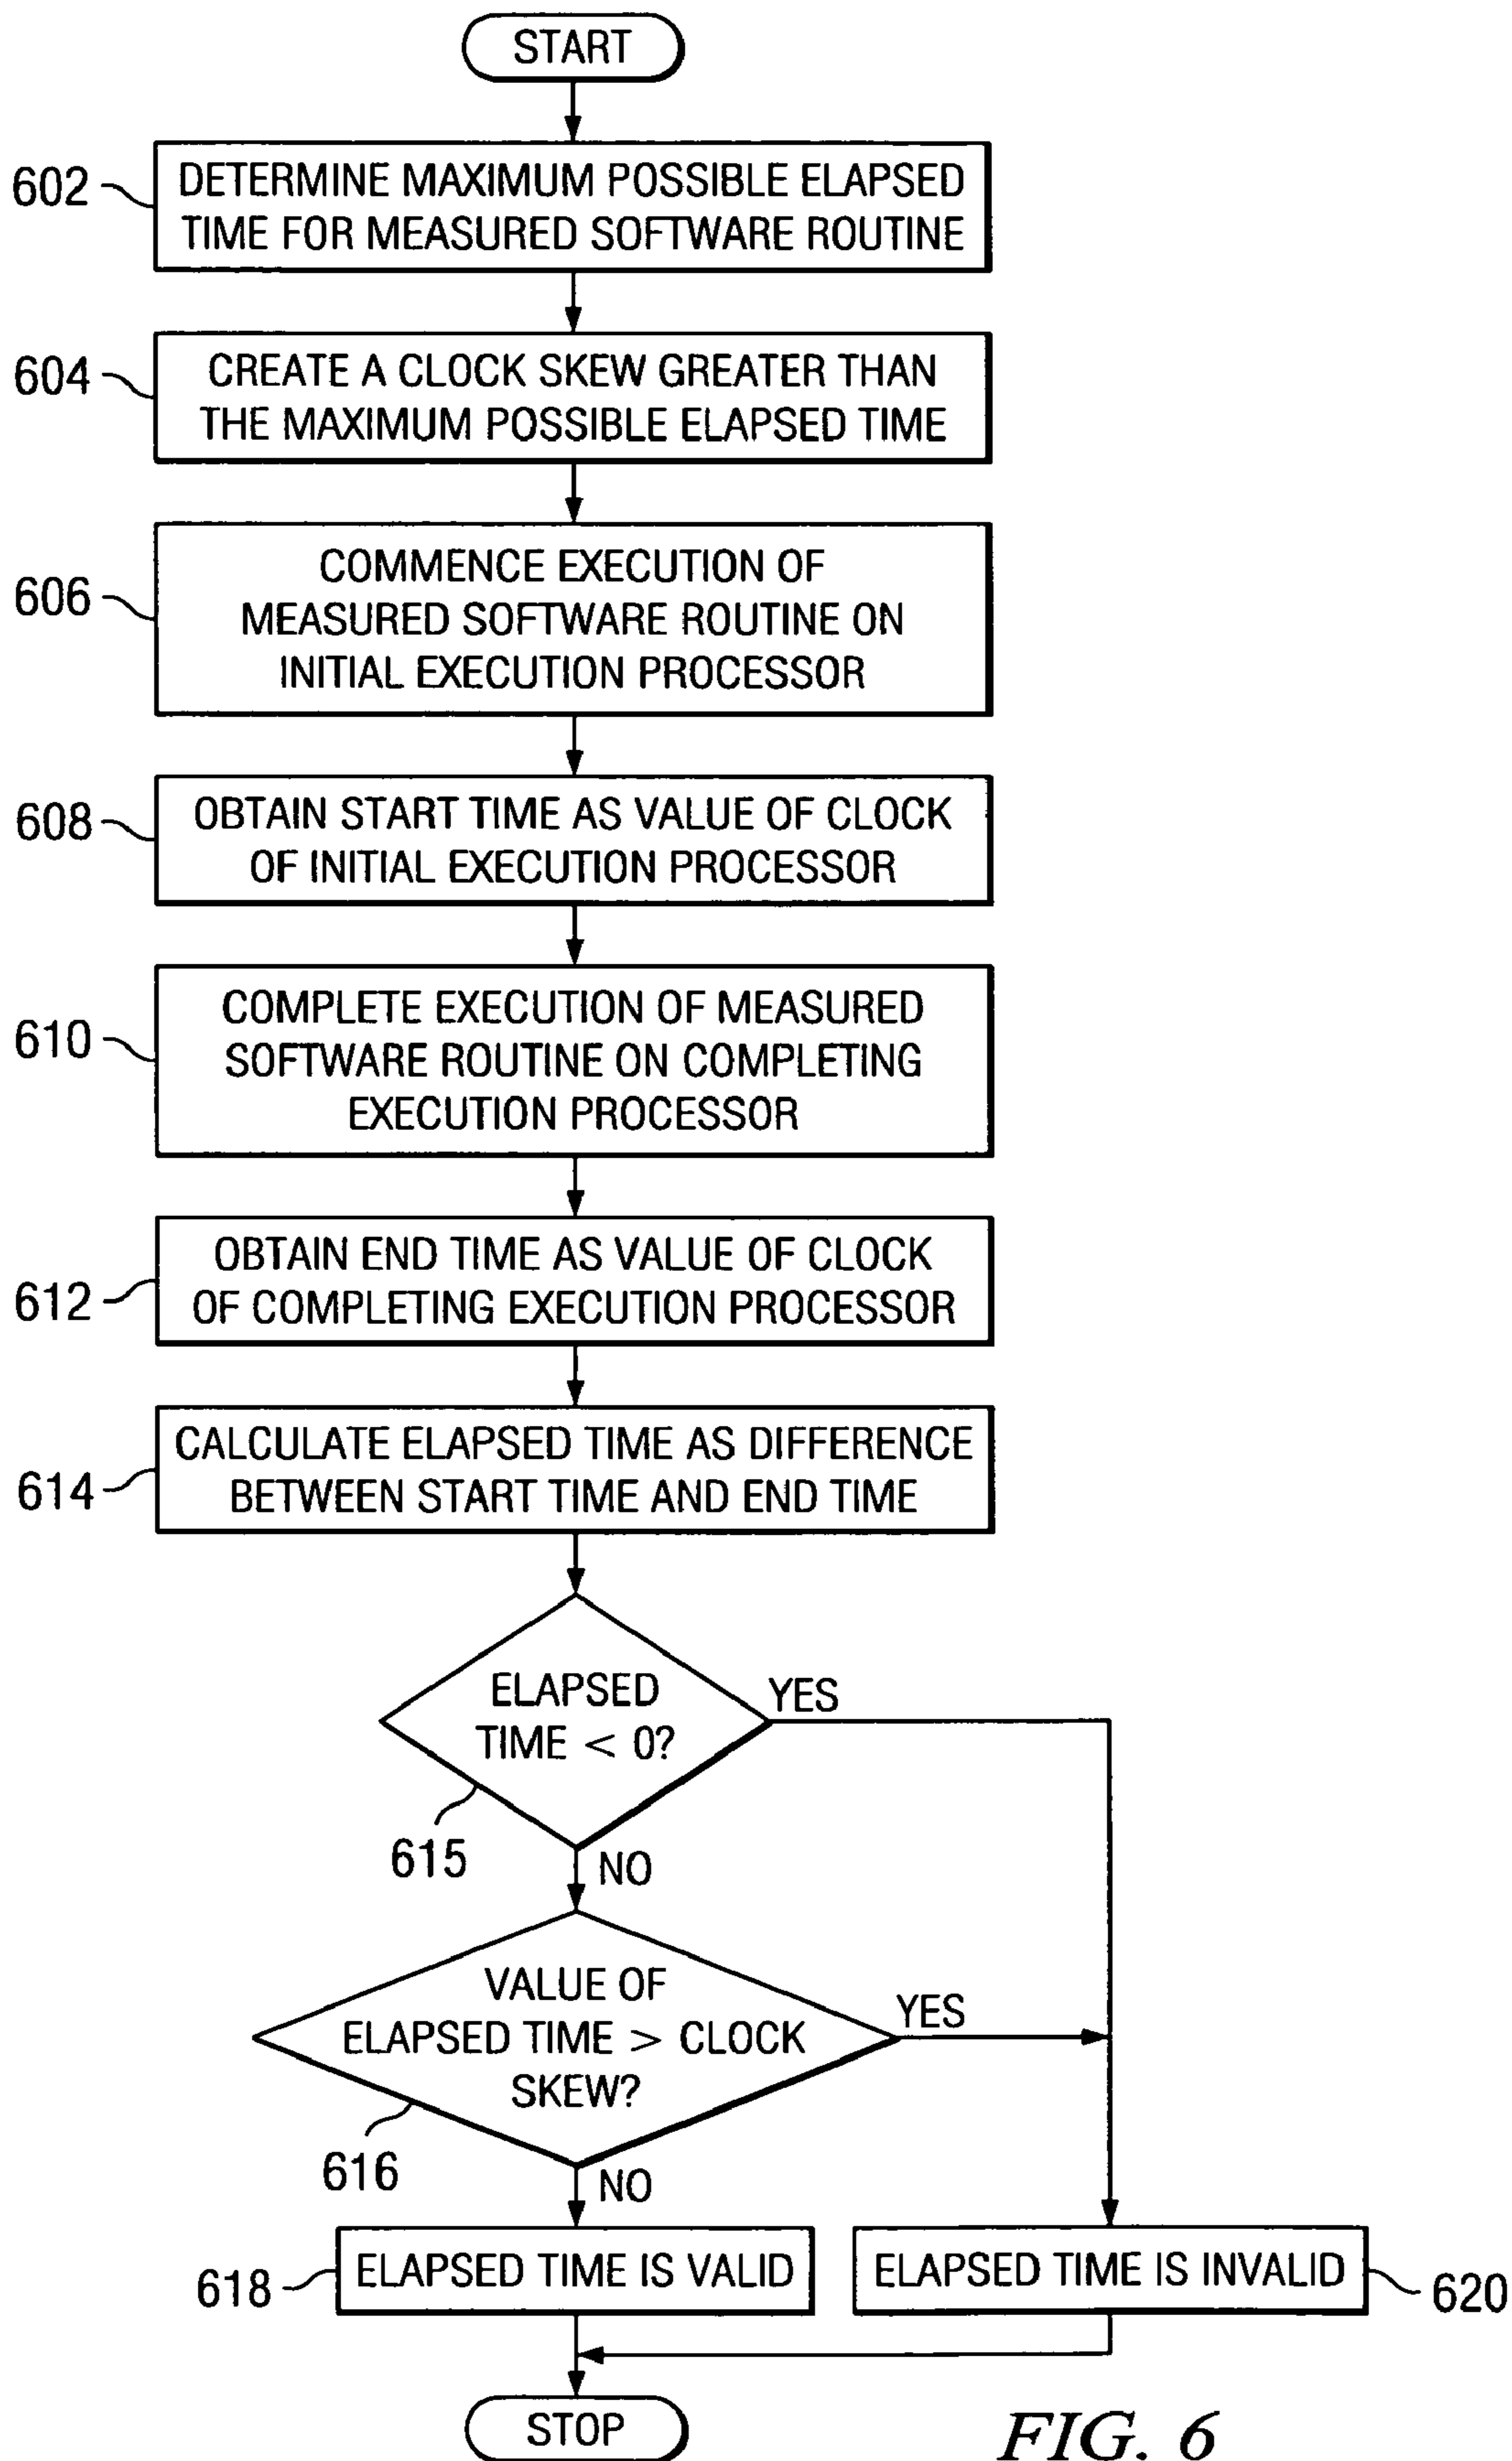 START
602
DETERMINE MAXIMUM POSSIBLE ELAPSED
TIME FOR MEASURED SOFTWARE ROUTINE
604
CREATE A CLOCK SKEW GREATER THAN
THE MAXIMUM POSSIBLE ELAPSED TIME
606
COMMENCE EXECUTION OF
MEASURED SOFTWARE ROUTINE ON
INITIAL EXECUTION PROCESSOR
608
OBTAIN START TIME AS VALUE OF CLOCK
OF INITIAL EXECUTION PROCESSOR
610
COMPLETE EXECUTION OF MEASURED
SOFTWARE ROUTINE ON COMPLETING
EXECUTION PROCESSOR
612
OBTAIN END TIME AS VALUE OF CLOCK
OF COMPLETING EXECUTION PROCESSOR
614
CALCULATE ELAPSED TIME AS DIFFERENCE
BETWEEN START TIME AND END TIME
ELAPSED
TIME < 0?
YES
615
NO
VALUE OF
ELAPSED TIME > CLOCK
SKEW?
YES
616
NO
618
ELAPSED TIME IS VALID
ELAPSED TIME IS INVALID
620
STOP
FIG. 6